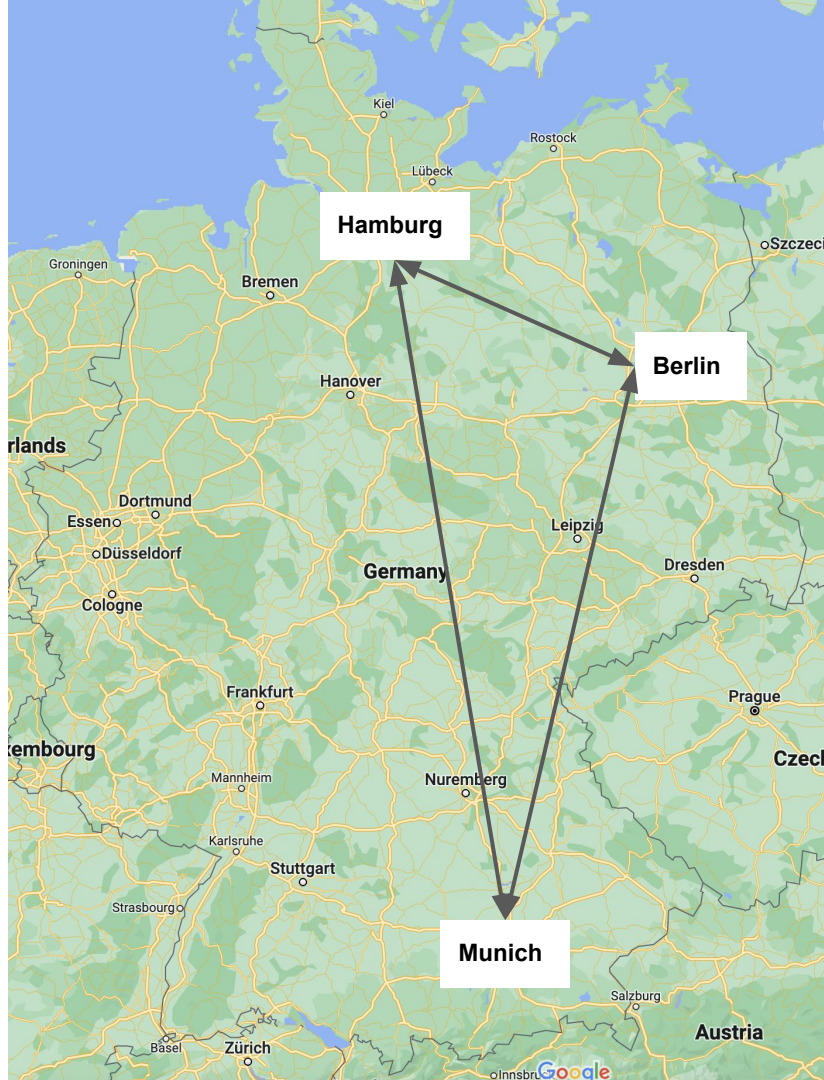 Kiel
Rostock
Lübeck
Hamburg
Szczeci
Groningen
Bremen
Berlin
Hanover
rlands
Dortmund
Essen
Leipzig
Düsseldorf
Germany
Dresden
Cologne
Frankfurt
Prague
xembourg
Czech
Mannheim
Nuremberg
Karlsruhe
Stuttgart
Strasbourg
Munich
Salzburg
Austria
Basel
Zürich
Innsbru
Google